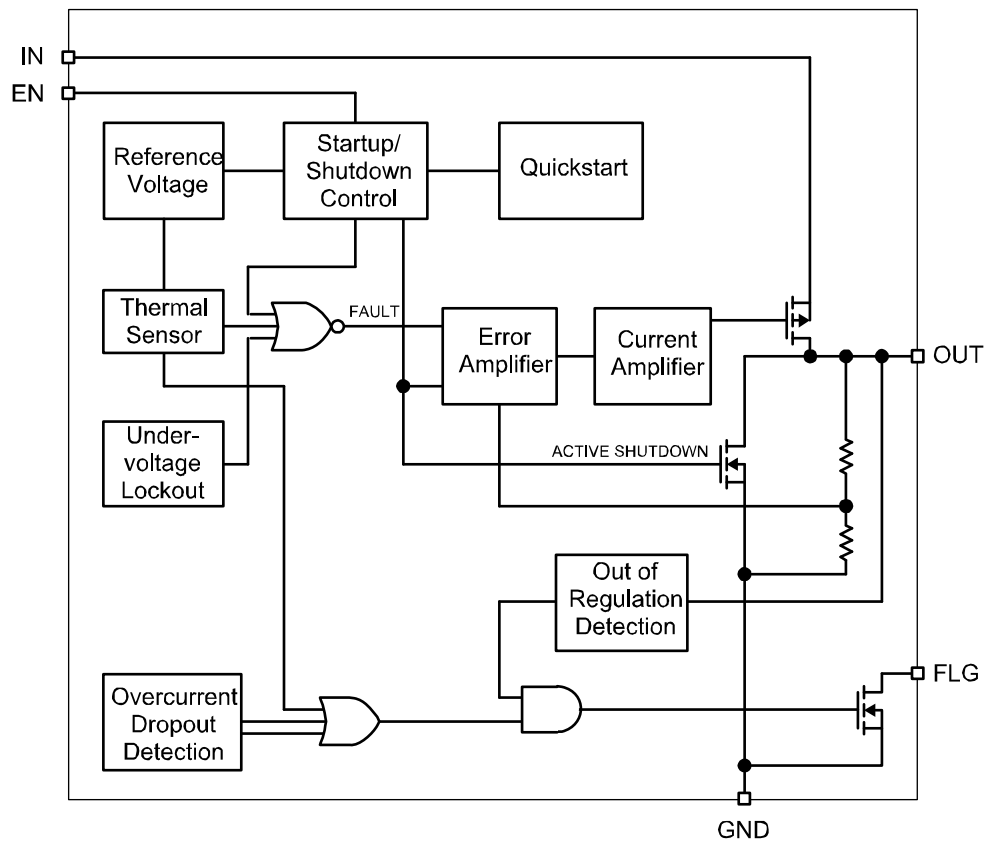 IN
EN
Reference
Voltage
Startup/
Shutdown
Control
Quickstart
Thermal
Sensor
FAULT
Error
Amplifier
Current
Amplifier
OUT
Under-
voltage
Lockout
ACTIVE SHUTDOWN
Out of
Regulation
Detection
Overcurrent
Dropout
Detection
FLG
GND